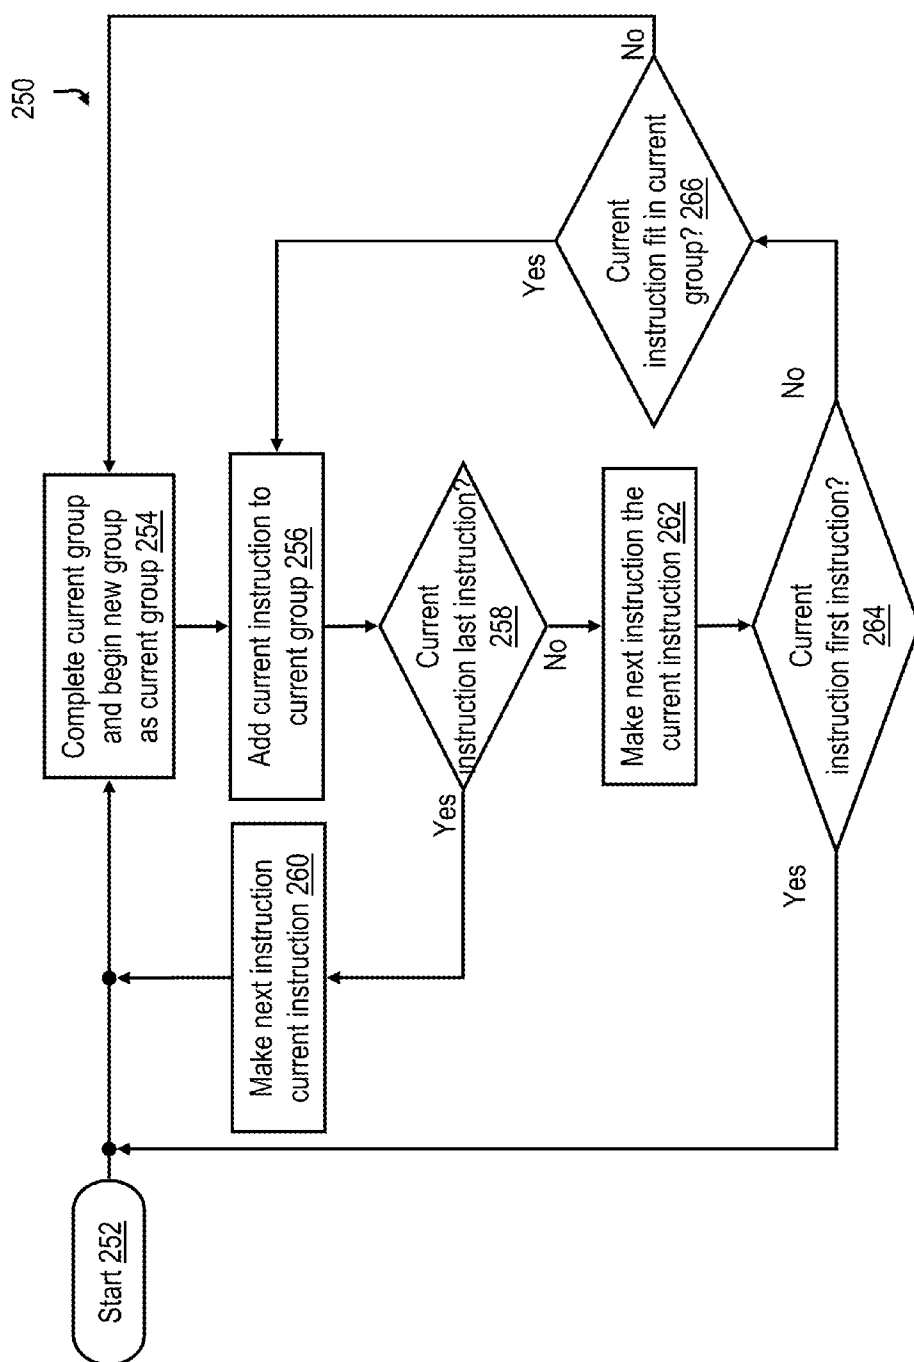 250
Start 252
Complete current group
and begin new group
as current group 254
Make next instruction
current instruction 260
Add current instruction to
current group 256
Yes
Current
instruction last instruction?
258
No
Make next instruction the
current instruction 262
Yes
Current
instruction first instruction?
264
No
Current
instruction fit in current
group? 266
Yes
No